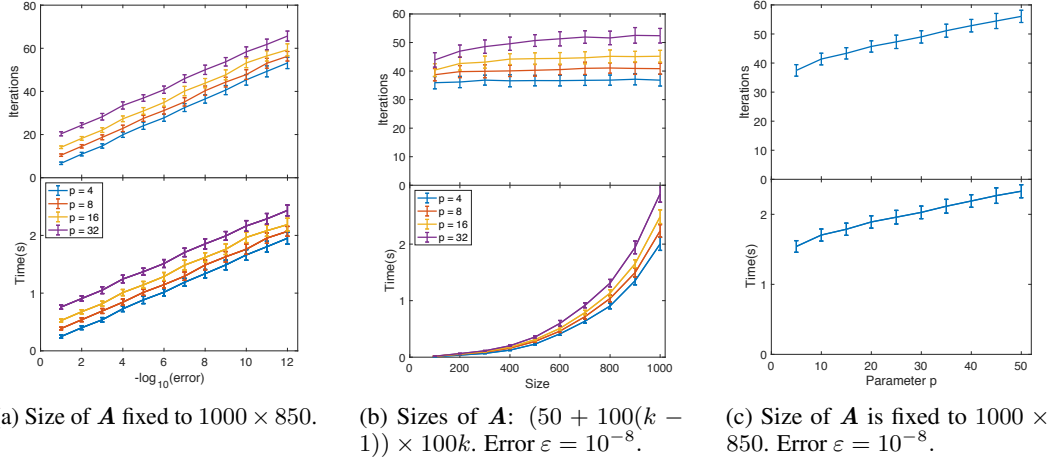 80
60
40
20
0
Iterations
p = 4
p = 8
p = 16
p = 32
2
1
0
Time(s)
0 2 4 6 8 10 12
-log10(error)
a) Size of A fixed to 1000 × 850.
60
50
40
30
20
10
0
Iterations
p = 4
p = 8
p = 16
p = 32
2
1
0
Time(s)
200 400 600 800 1000
Size
(b) Sizes of A: (50 + 100(k −
1)) × 100k. Error ε = 10−8.
60
40
20
0
Iterations
2
1
0
Time(s)
0 10 20 30 40 50
Parameter p
(c) Size of A is fixed to 1000 ×
850. Error ε = 10−8.